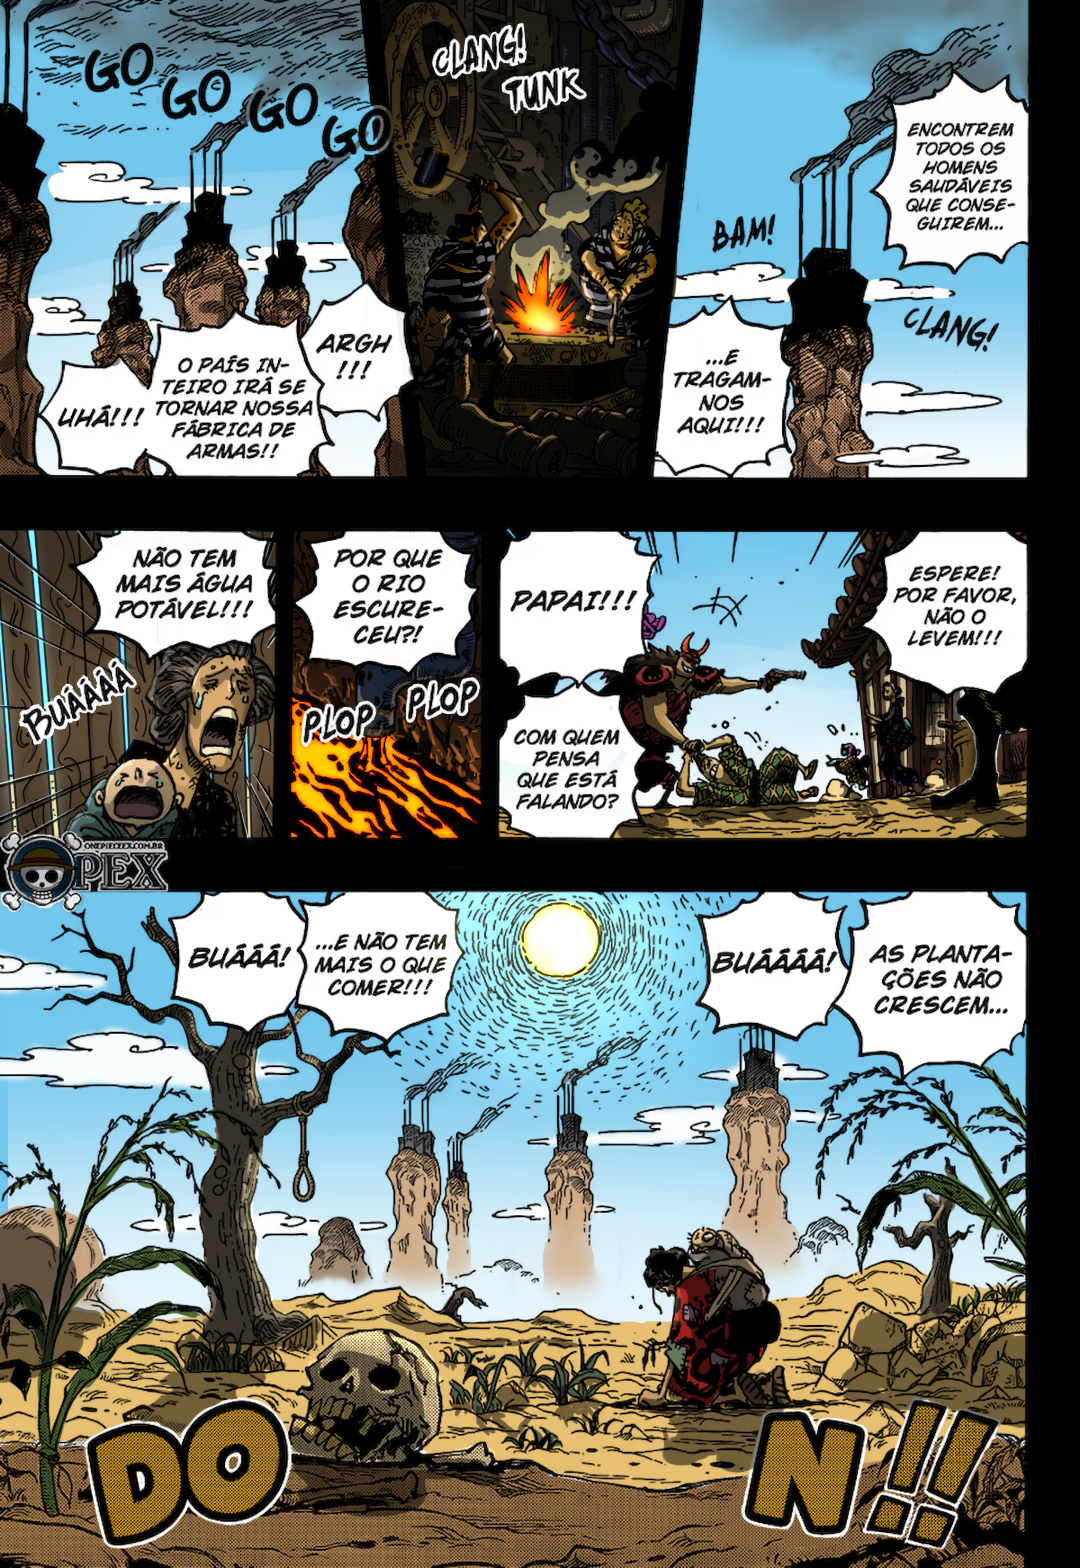 ENCONTREM
TODOS OS
HOMENS
SAUDÁVEIS
QUE CONSE-
GUIREM...
BAM!
CLANG!
...E
TRAGAM-
NOS
AQUI!!!
CLANG!
TUNK
GO
GO
GO
GO
ARGH
!!!
O PAÍS IN-
TEIRO IRÁ SE
TORNAR NOSSA
FÁBRICA DE
ARMAS!!
UHÁ!!!
ESPERE!
POR FAVOR,
NÃO O
LEVEM!!!
PAPAI!!!
COM QUEM
PENSA
QUE ESTÁ
FALANDO?
POR QUE
O RIO
ESCURE-
CEU?!
PLOP
PLOP
NÃO TEM
MAIS ÁGUA
POTÁVEL!!!
BUÁÁÁÁ
ONEPIECEEX.COM.BR
OPEX
AS PLANTA-
ÇÕES NÃO
CRESCEM...
BUÁÁÁÁ!
...E NÃO TEM
MAIS O QUE
COMER!!!
BUÁÁÁ!
DO
N!!